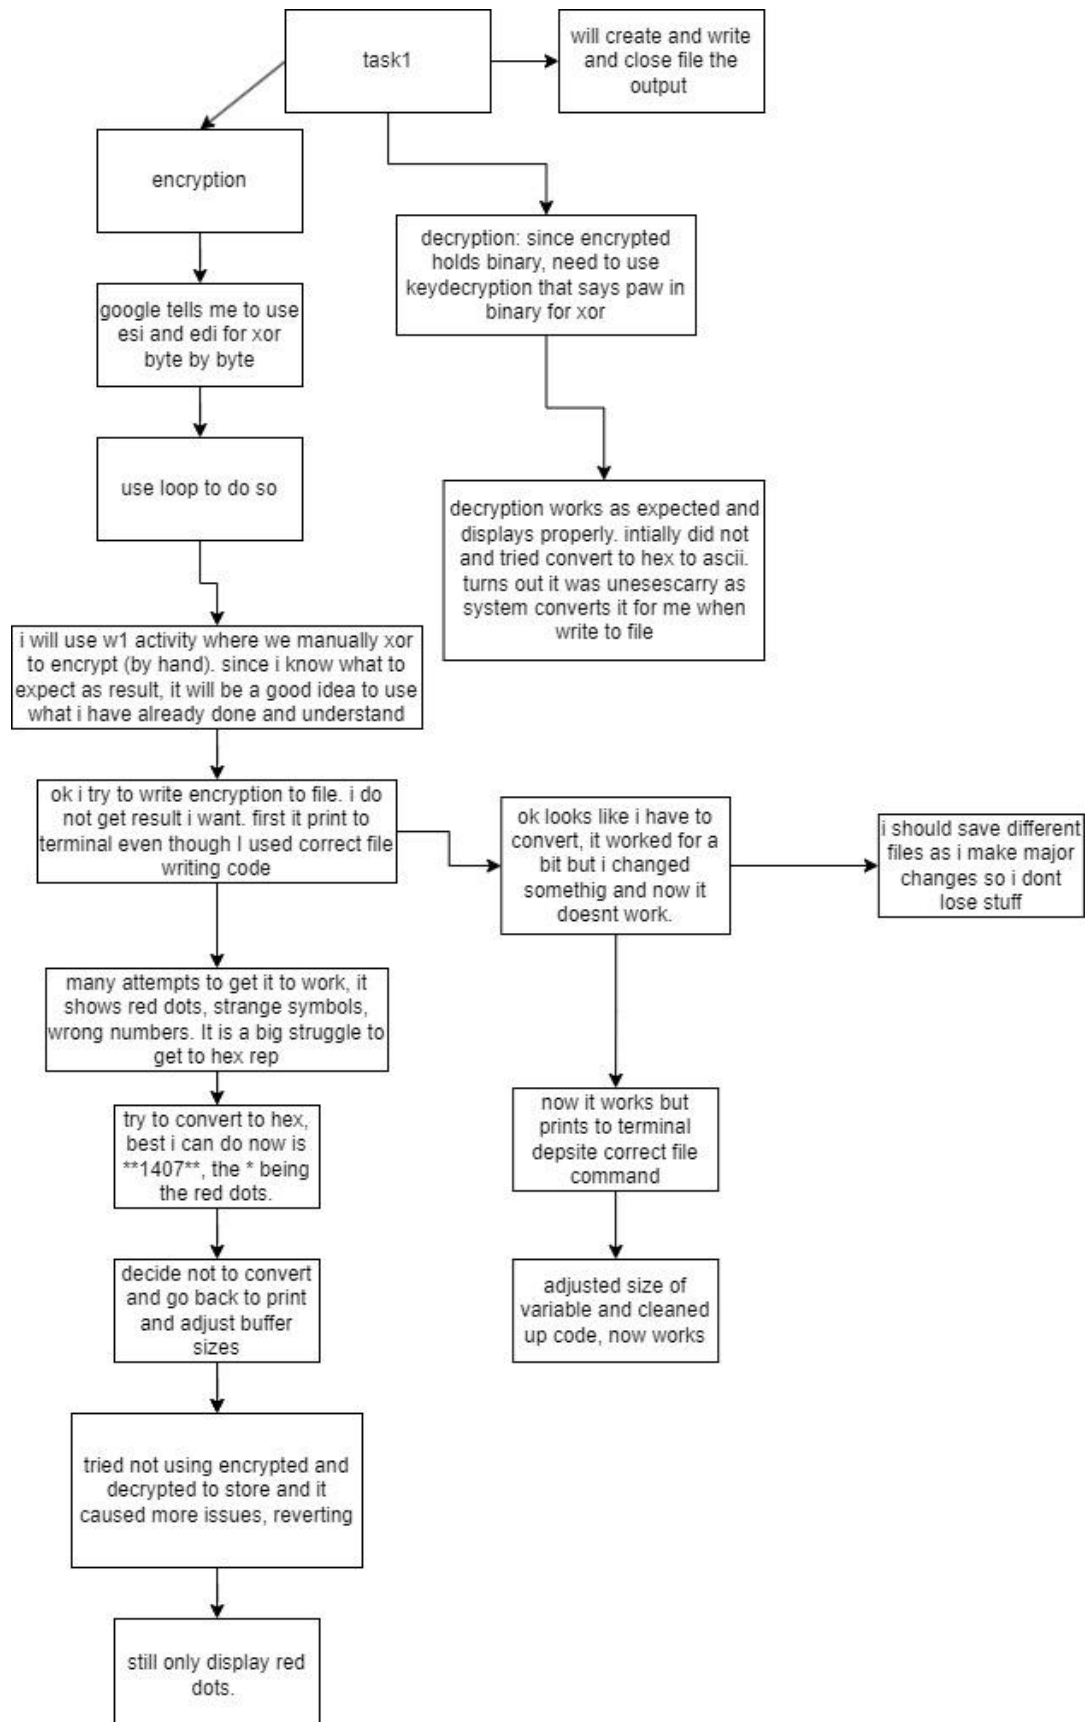 task1
will create and write
and close file the
output
encryption
decryption: since encrypted
holds binary, need to use
keydecryption that says paw in
binary for xor
google tells me to use
esi and edi for xor
byte by byte
use loop to do so
decryption works as expected and
displays properly. intially did not
and tried convert to hex to ascii.
turns out it was unesescarry as
system converts it for me when
write to file
i will use w1 activity where we manually xor
to encrypt (by hand). since i know what to
expect as result, it will be a good idea to use
what i have already done and understand
ok i try to write encryption to file. i do
not get result i want. first it print to
terminal even though I used correct file
writing code
ok looks like i have to
convert, it worked for a
bit but i changed
somethig and now it
doesnt work.
i should save different
files as i make major
changes so i dont
lose stuff
many attempts to get it to work, it
shows red dots, strange symbols,
wrong numbers. It is a big struggle to
get to hex rep
now it works but
prints to terminal
depsite correct file
command
try to convert to hex,
best i can do now is
**1407**, the * being
the red dots.
decide not to convert
and go back to print
and adjust buffer
sizes
adjusted size of
variable and cleaned
up code, now works
tried not using encrypted and
decrypted to store and it
caused more issues, reverting
still only display red
dots.